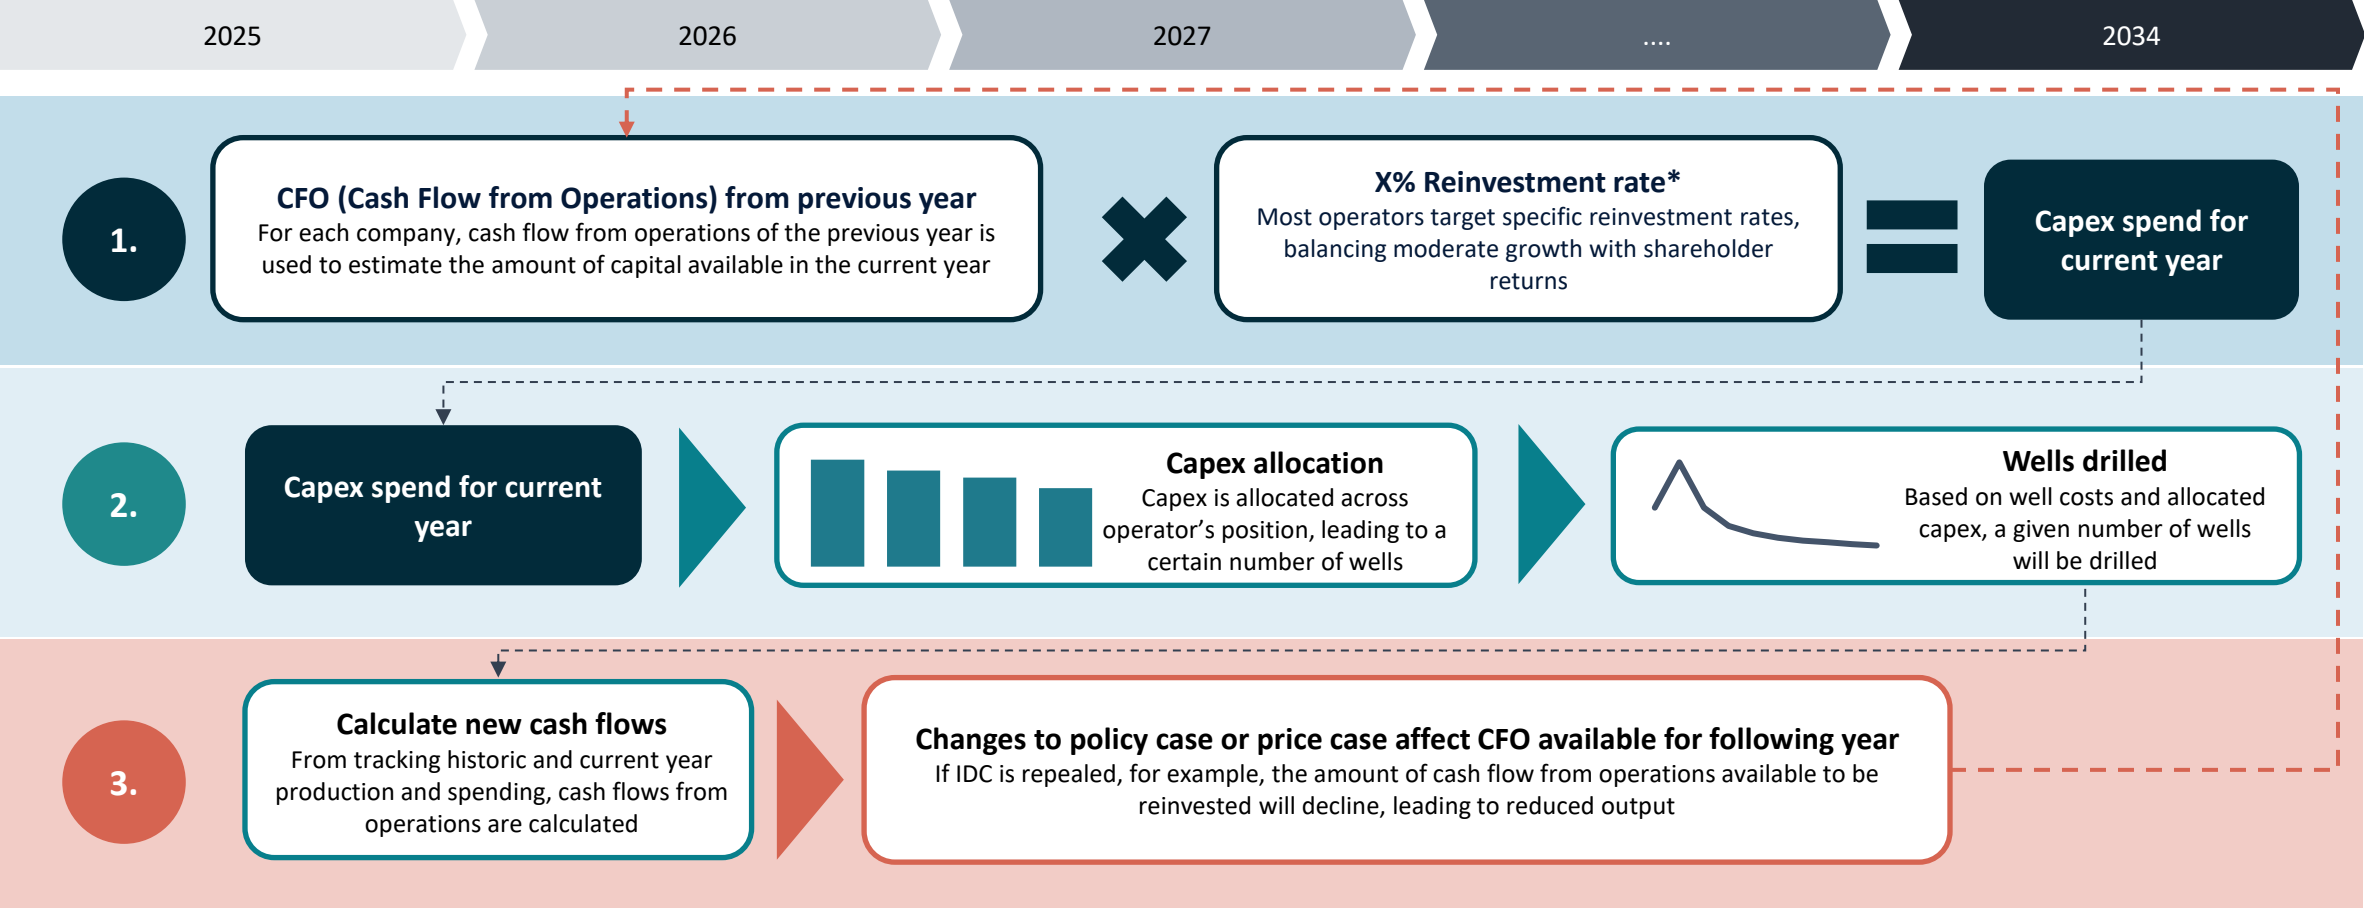 2025
2026
2027
....
2034
1.
CFO (Cash Flow from Operations) from previous year
For each company, cash flow from operations of the previous year is
used to estimate the amount of capital available in the current year
X% Reinvestment rate*
Most operators target specific reinvestment rates,
balancing moderate growth with shareholder
returns
Capex spend for
current year
2.
Capex spend for current
year
Capex allocation
Capex is allocated across
operator’s position, leading to a
certain number of wells
Wells drilled
Based on well costs and allocated
capex, a given number of wells
will be drilled
3.
Calculate new cash flows
From tracking historic and current year
production and spending, cash flows from
operations are calculated
Changes to policy case or price case affect CFO available for following year
If IDC is repealed, for example, the amount of cash flow from operations available to be
reinvested will decline, leading to reduced output